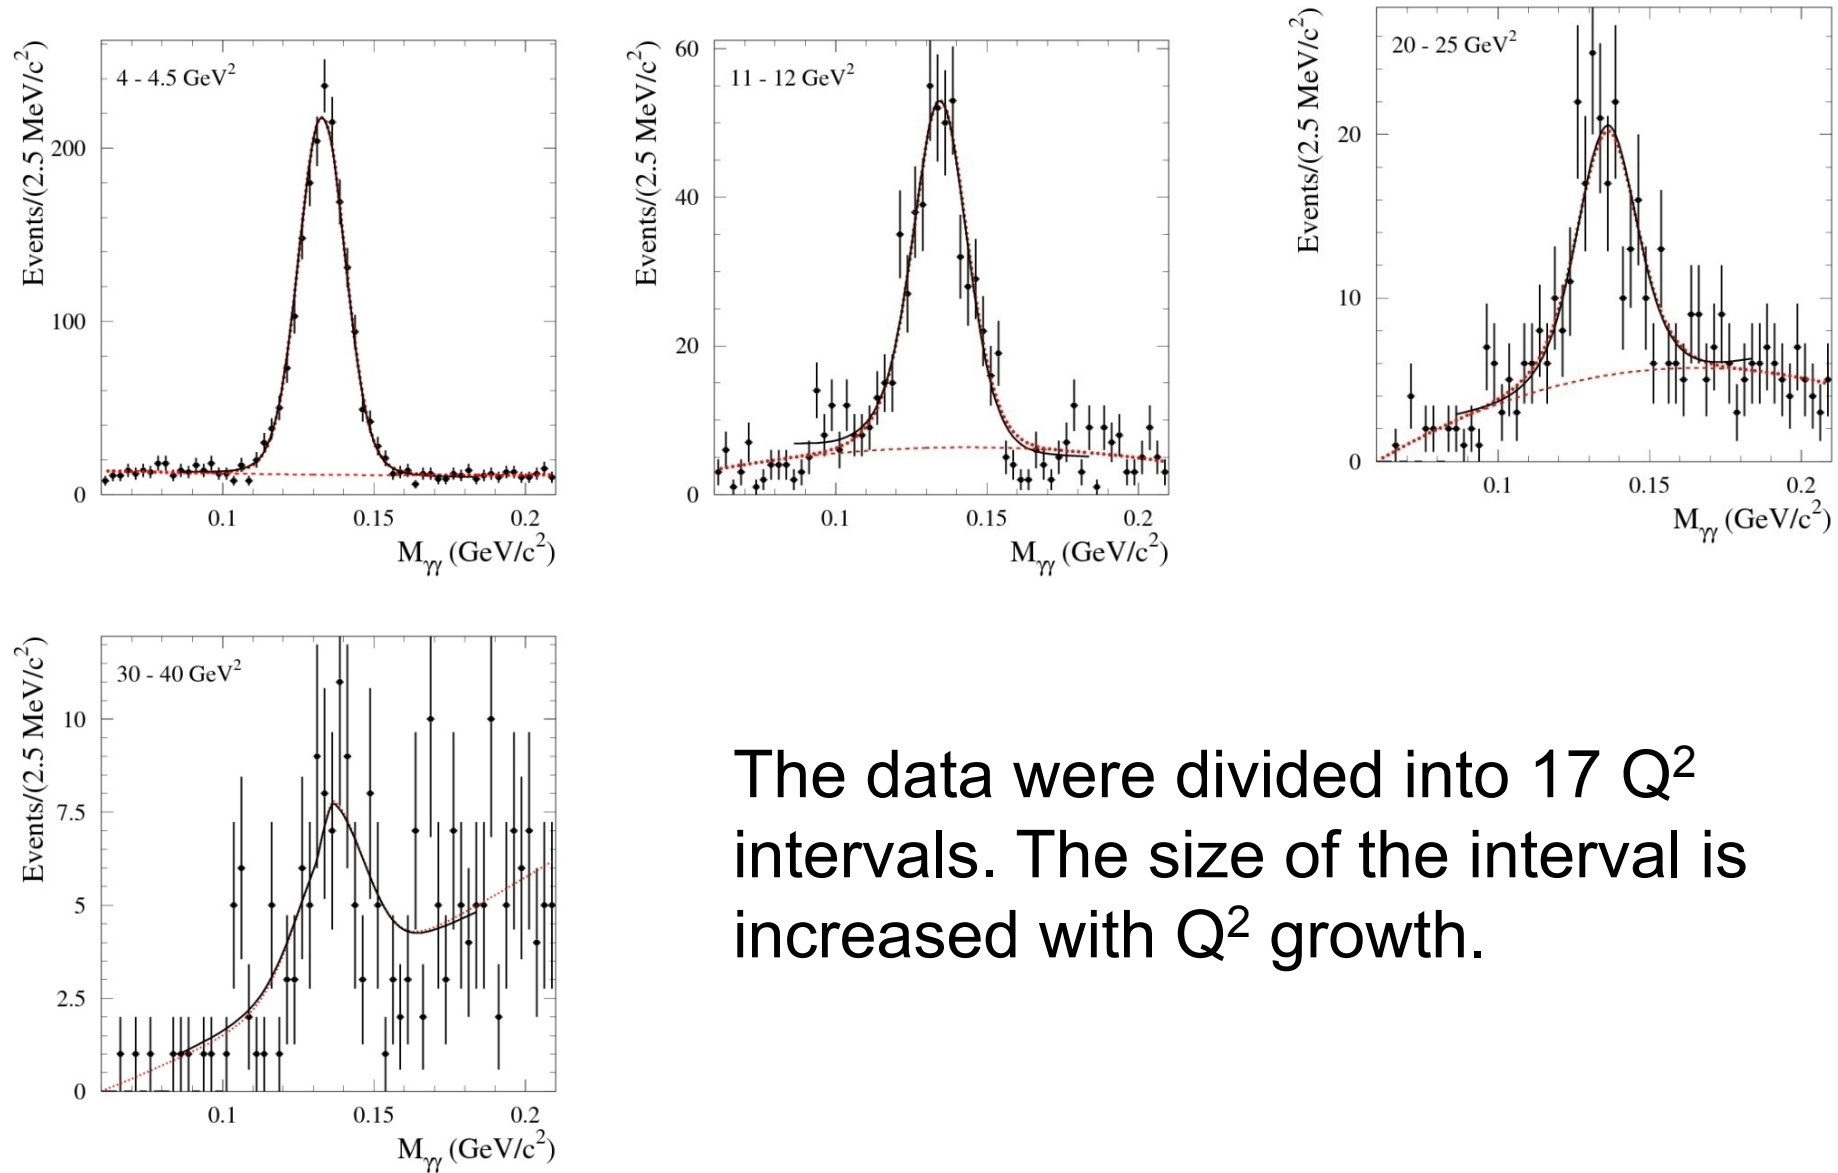 4 - 4.5 GeV²
Events/(2.5 MeV/c²)
200
100
0
0.1 0.15 0.2
M_γγ (GeV/c²)
11 - 12 GeV²
Events/(2.5 MeV/c²)
60
40
20
0
0.1 0.15 0.2
M_γγ (GeV/c²)
20 - 25 GeV²
Events/(2.5 MeV/c²)
20
10
0
0.1 0.15 0.2
M_γγ (GeV/c²)
30 - 40 GeV²
Events/(2.5 MeV/c²)
10
7.5
5
2.5
0
0.1 0.15 0.2
M_γγ (GeV/c²)
The data were divided into 17 Q²
intervals. The size of the interval is
increased with Q² growth.